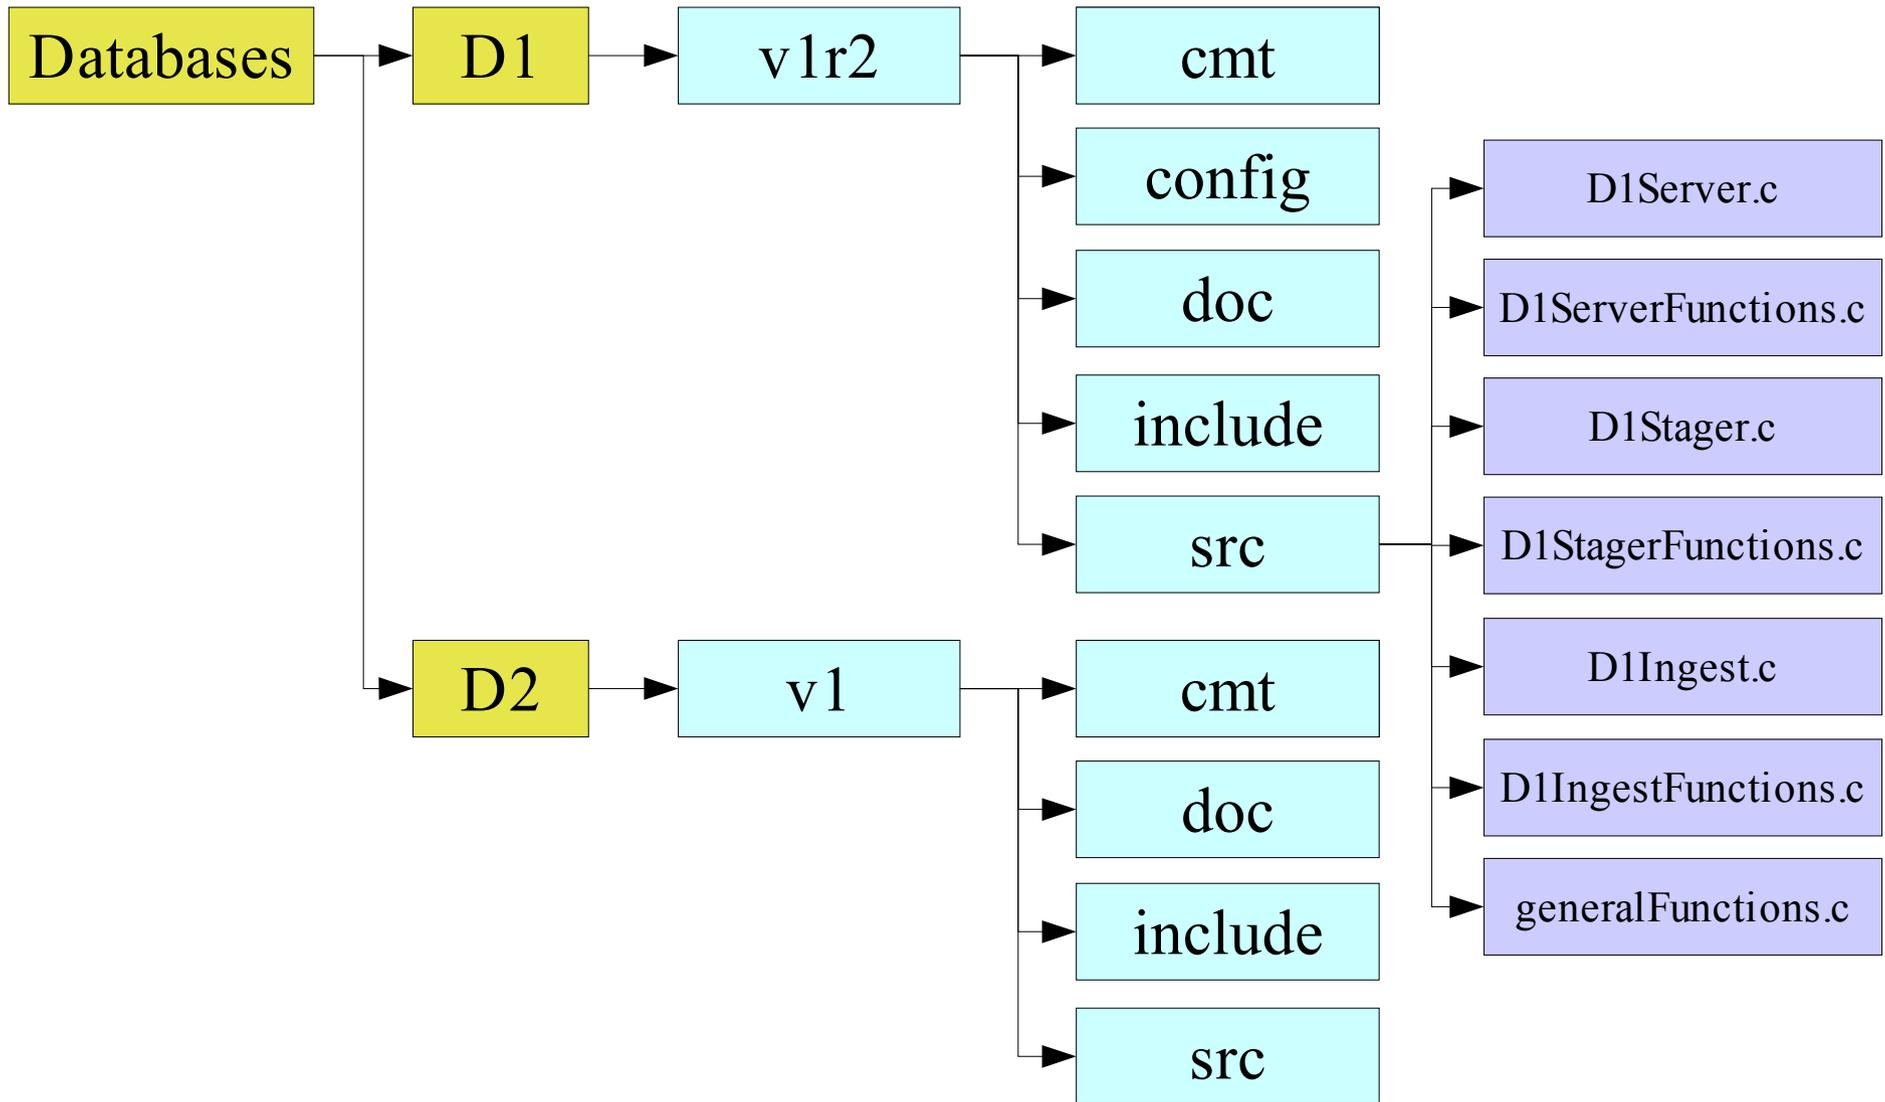 Databases
D1
v1r2
cmt
config
doc
include
src
D1Server.c
D1ServerFunctions.c
D1Stager.c
D1StagerFunctions.c
D1Ingest.c
D1IngestFunctions.c
generalFunctions.c
D2
v1
cmt
doc
include
src